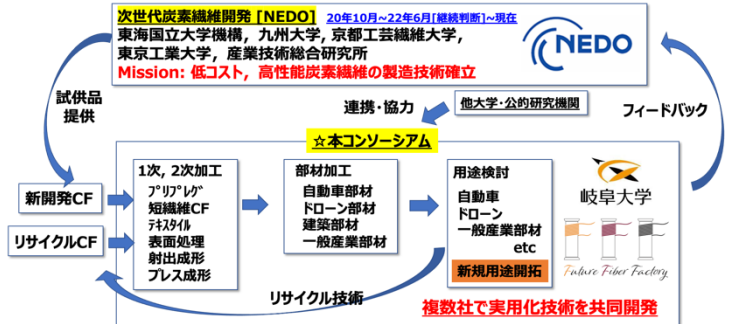 次世代炭素繊維開発 [NEDO] 20年10月~22年6月[継続判断]~現在
東海国立大学機構，九州大学, 京都工芸繊維大学,
東京工業大学，産業技術総合研究所
Mission: 低コスト，高性能炭素繊維の製造技術確立
NEDO
試供品
提供
連携・協力
他大学・公的研究機関
フィードバック
☆本コンソーシアム
新開発CF
リサイクルCF
1次, 2次加工
ﾌﾟﾘﾌﾟﾚｸﾞ
短繊維CF
ﾃｷｽﾀｲﾙ
表面処理
射出成形
プレス成形
部材加工
自動車部材
ドローン部材
建築部材
一般産業部材
用途検討
自動車
ドローン
一般産業部材
etc
新規用途開拓
岐阜大学
Future Fiber Factory
リサイクル技術
複数社で実用化技術を共同開発